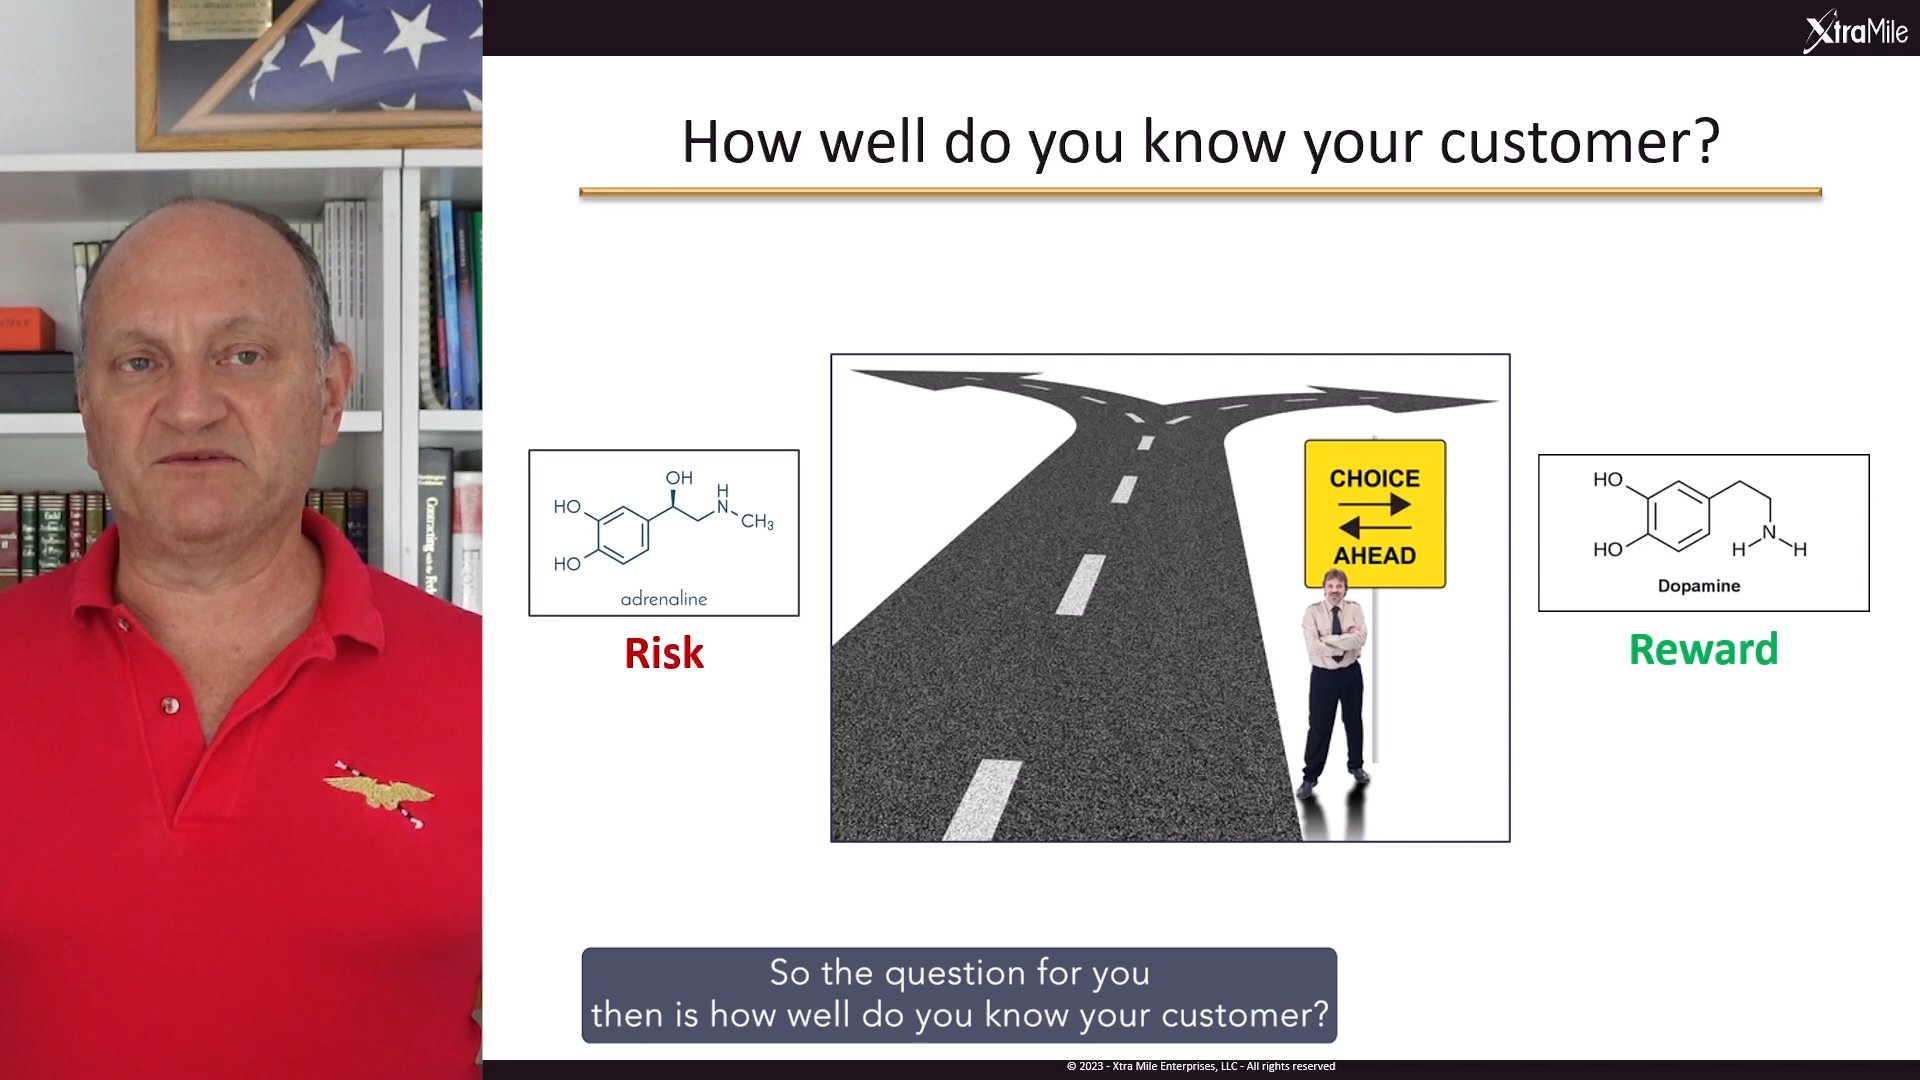 XtraMile
How well do you know your customer?
OH
HO
H
N
CH3
HO
adrenaline
Risk
CHOICE
AHEAD
HO
HO
N
H
H
Dopamine
Reward
So the question for you
then is how well do you know your customer?
© 2023 - Xtra Mile Enterprises, LLC - All rights reserved